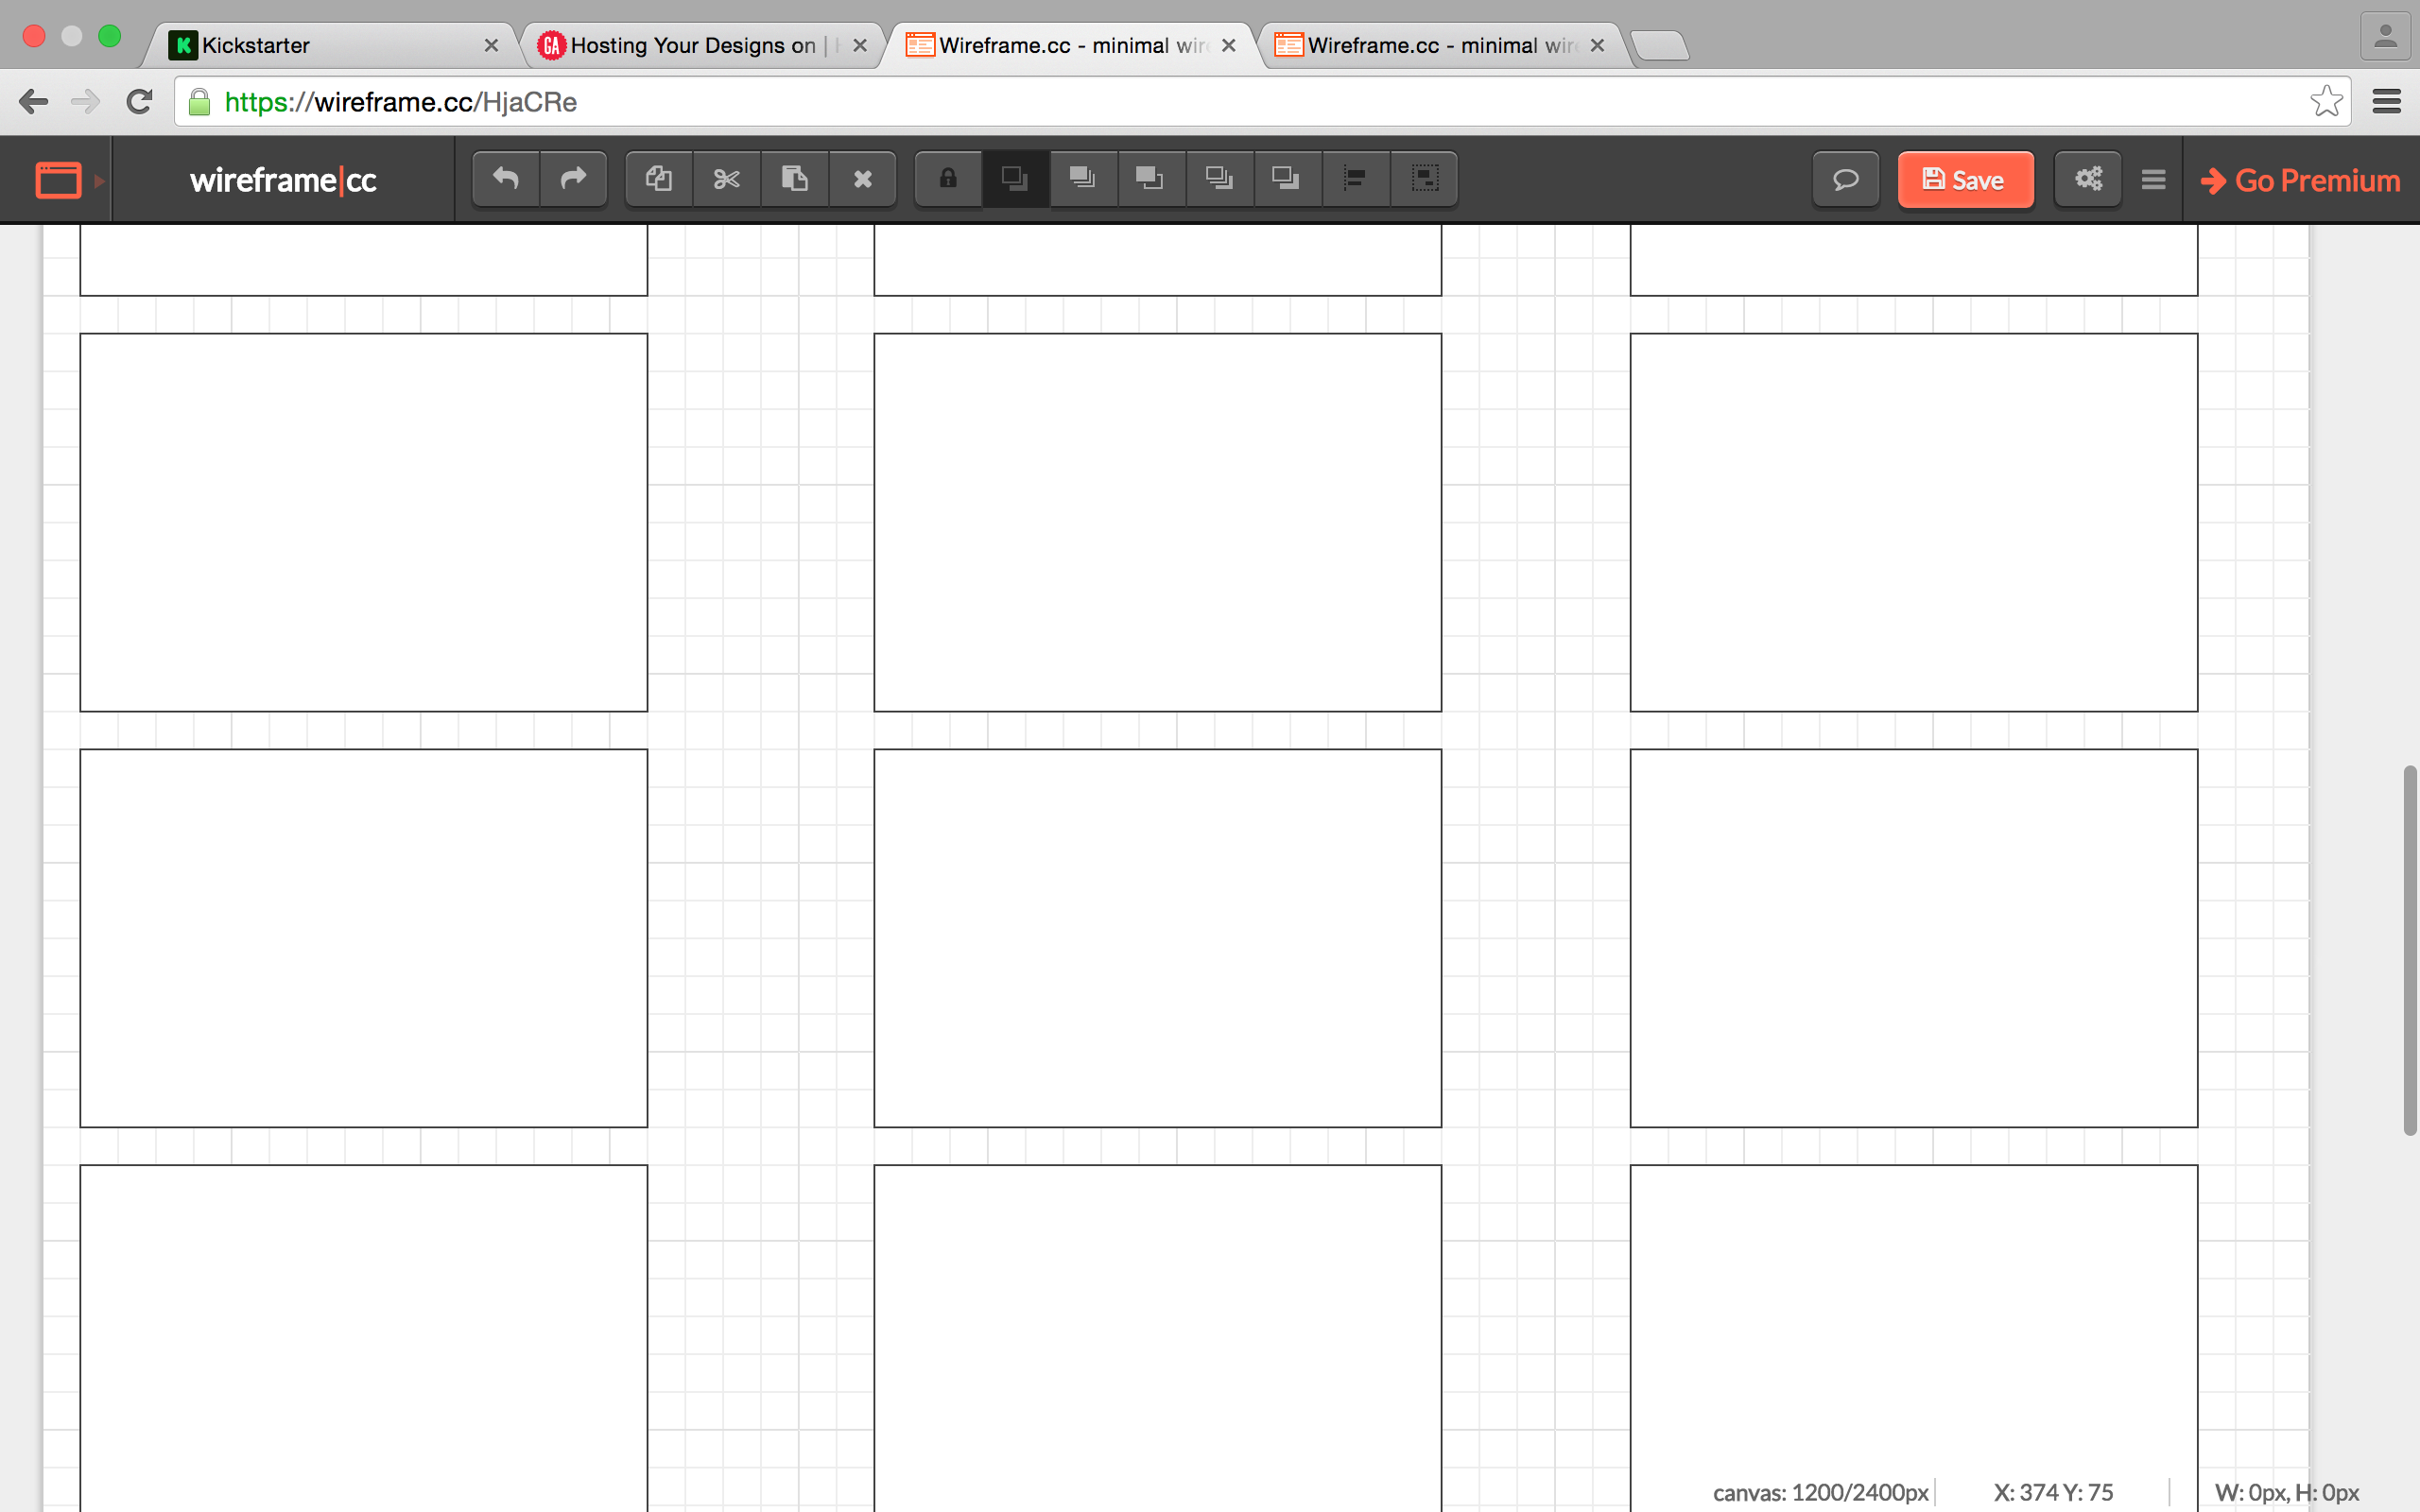 Kickstarter
Hosting Your Designs on
Wireframe.cc - minimal wir
Wireframe.cc - minimal wir
https://wireframe.cc/HjaCRe
wireframe|cc
Save
Go Premium
canvas: 1200/2400px
X: 374 Y: 75
W: 0px, H: 0px